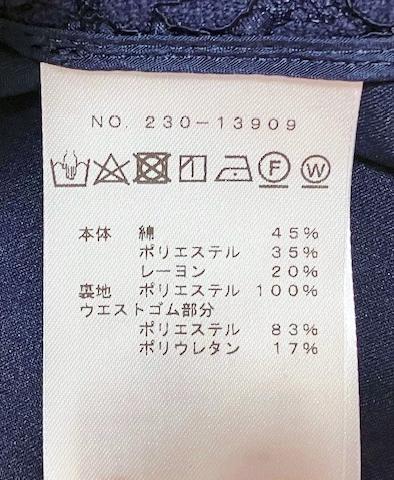 NO. 230-13909
F W
本体 綿 45%
ポリエステル 35%
レーヨン 20%
裏地 ポリエステル 100%
ウエストゴム部分
ポリエステル 83%
ポリウレタン 17%